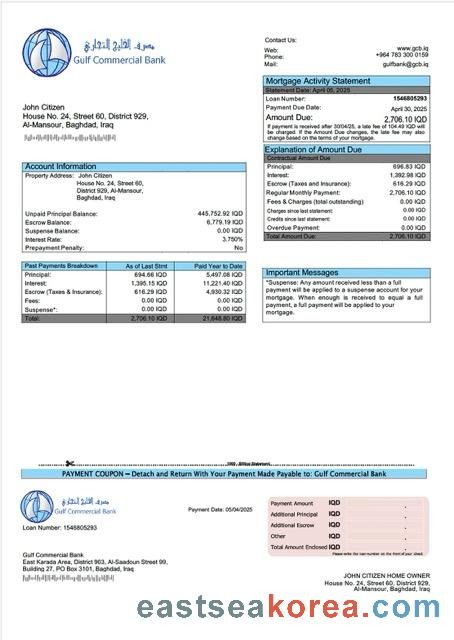 مصرف الخليج التجاري
Gulf Commercial Bank
Contact Us:
Web: www.gcb.iq
Phone: +964 783 300 0159
Mail: gulfbank@gcb.iq
Mortgage Activity Statement
Statement Date: April 05, 2025
Loan Number: 1546805293
Payment Due Date: April 30, 2025
Amount Due: 2,706.10 IQD
If payment is received after 30/04/25, a late fee of 104.49 IQD
will be charged. If the Amount Due changes, the late fee may also
change based on the terms of your mortgage.
John Citizen
House No. 24, Street 60, District 929,
Al-Mansour, Baghdad, Iraq
Explanation of Amount Due
Contractual Amount Due
Principal: 696.83 IQD
Interest: 1,392.98 IQD
Escrow (Taxes and Insurance): 616.29 IQD
Regular Monthly Payment: 2,706.10 IQD
Fees & Charges (total outstanding) 0.00 IQD
Charges since last statement: 0.00 IQD
Credits since last statement: 0.00 IQD
Overdue Payment: 0.00 IQD
Total Amount Due: 2,706.10 IQD
Account Information
Property Address: John Citizen
House No. 24, Street 60,
District 929, Al-Mansour,
Baghdad, Iraq
Unpaid Principal Balance: 445,752.92 IQD
Escrow Balance: 6,779.19 IQD
Suspense Balance: 0.00 IQD
Interest Rate: 3.750%
Prepayment Penalty: No
Past Payments Breakdown As of Last Stmt Paid Year to Date
Principal: 694.66 IQD 5,497.08 IQD
Interest: 1,395.15 IQD 11,221.40 IQD
Escrow (Taxes & Insurance): 616.29 IQD 4,930.32 IQD
Fees: 0.00 IQD 0.00 IQD
Suspense*: 0.00 IQD 0.00 IQD
Total: 2,706.10 IQD 21,648.80 IQD
Important Messages
*Suspense: Any amount received less than a full
payment will be applied to a suspense account for your
mortgage. When enough is received to equal a full
payment, a full payment will be applied to your
mortgage.
PAYMENT COUPON – Detach and Return With Your Payment Made Payable to: Gulf Commercial Bank
مصرف الخليج التجاري
Gulf Commercial Bank
Loan Number: 1546805293
Payment Date: 05/04/2025
Payment Amount IQD
Additional Principal IQD
Additional Escrow IQD
Other IQD
Total Amount Enclosed IQD
Please write the loan number on the front of your check.
Gulf Commercial Bank
East Karada Area, District 903, Al-Saadoun Street 99,
Building 27, PO Box 3101, Baghdad, Iraq
JOHN CITIZEN HOME OWNER
House No. 24, Street 60, District 929,
Al-Mansour, Baghdad, Iraq
eastseakorea.com